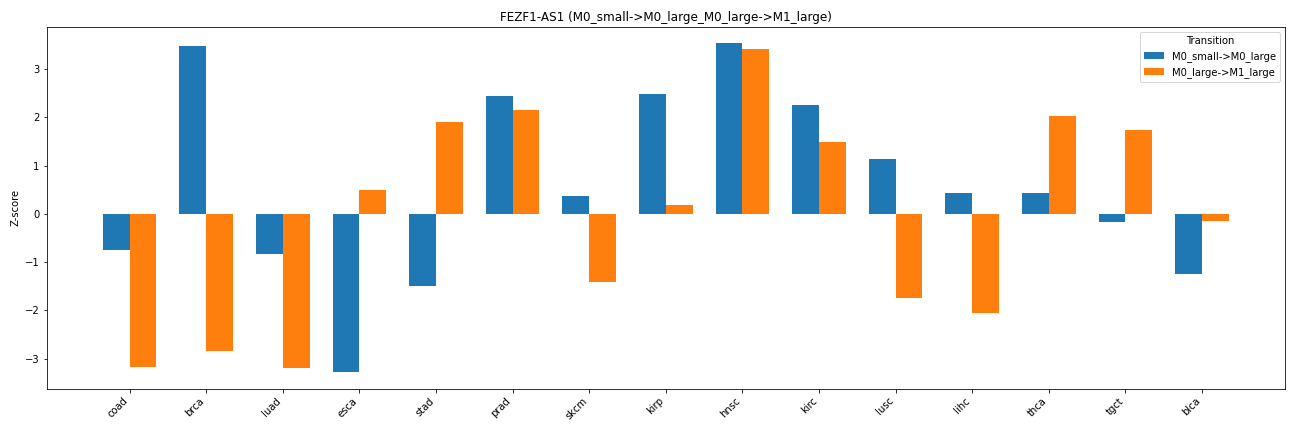 FEZF1-AS1 (M0_small->M0_large_M0_large->M1_large)
Transition
M0_small->M0_large
M0_large->M1_large
Z-score
3
2
1
0
−1
−2
−3
coad
brca
luad
esca
stad
prad
skcm
kirp
hnsc
kirc
lusc
lihc
thca
tgct
blca